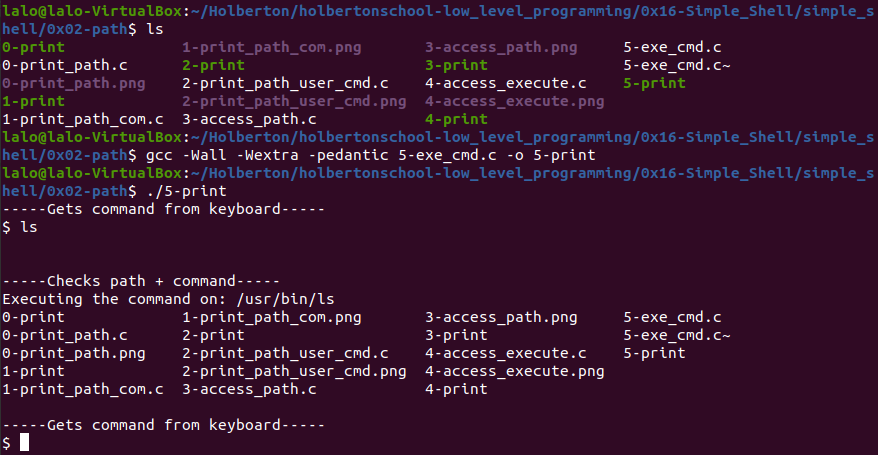 lalo@lalo-VirtualBox:~/Holberton/holbertonschool-low_level_programming/0x16-Simple_Shell/simple_s
hell/0x02-path$ ls
0-print             1-print_path_com.png       3-access_path.png     5-exe_cmd.c
0-print_path.c      2-print                    3-print               5-exe_cmd.c~
0-print_path.png    2-print_path_user_cmd.c    4-access_execute.c    5-print
1-print             2-print_path_user_cmd.png  4-access_execute.png
1-print_path_com.c  3-access_path.c            4-print
lalo@lalo-VirtualBox:~/Holberton/holbertonschool-low_level_programming/0x16-Simple_Shell/simple_s
hell/0x02-path$ gcc -Wall -Wextra -pedantic 5-exe_cmd.c -o 5-print
lalo@lalo-VirtualBox:~/Holberton/holbertonschool-low_level_programming/0x16-Simple_Shell/simple_s
hell/0x02-path$ ./5-print
-----Gets command from keyboard-----
$ ls
-----Checks path + command-----
Executing the command on: /usr/bin/ls
0-print             1-print_path_com.png       3-access_path.png     5-exe_cmd.c
0-print_path.c      2-print                    3-print               5-exe_cmd.c~
0-print_path.png    2-print_path_user_cmd.c    4-access_execute.c    5-print
1-print             2-print_path_user_cmd.png  4-access_execute.png
1-print_path_com.c  3-access_path.c            4-print
-----Gets command from keyboard-----
$